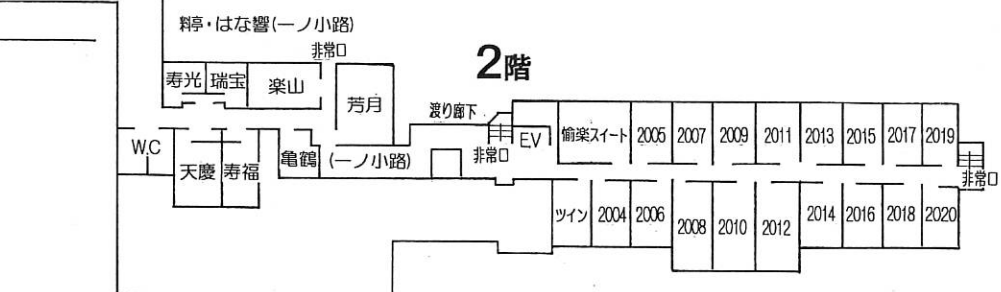 料亭・はな響(一ノ小路)
非常口
2階
寿光
瑞宝
楽山
芳月
渡り廊下
W.C
天慶
寿福
亀鶴
(一ノ小路)
非常口
EV
愉楽スイート
2005
2007
2009
2011
2013
2015
2017
2019
非常口
ツイン
2004
2006
2008
2010
2012
2014
2016
2018
2020